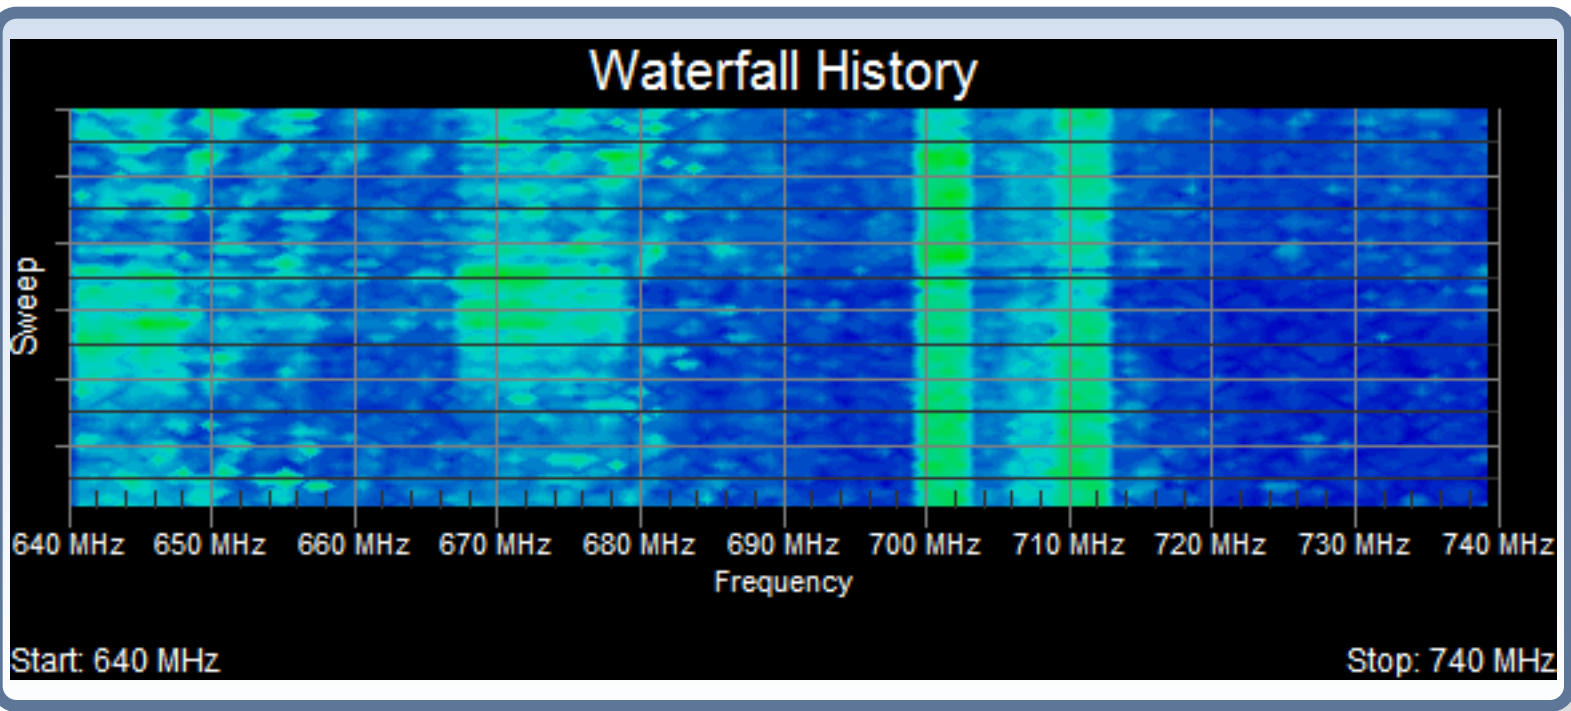 Waterfall History
Sweep
640 MHz 650 MHz 660 MHz 670 MHz 680 MHz 690 MHz 700 MHz 710 MHz 720 MHz 730 MHz 740 MHz
Frequency
Start: 640 MHz
Stop: 740 MHz